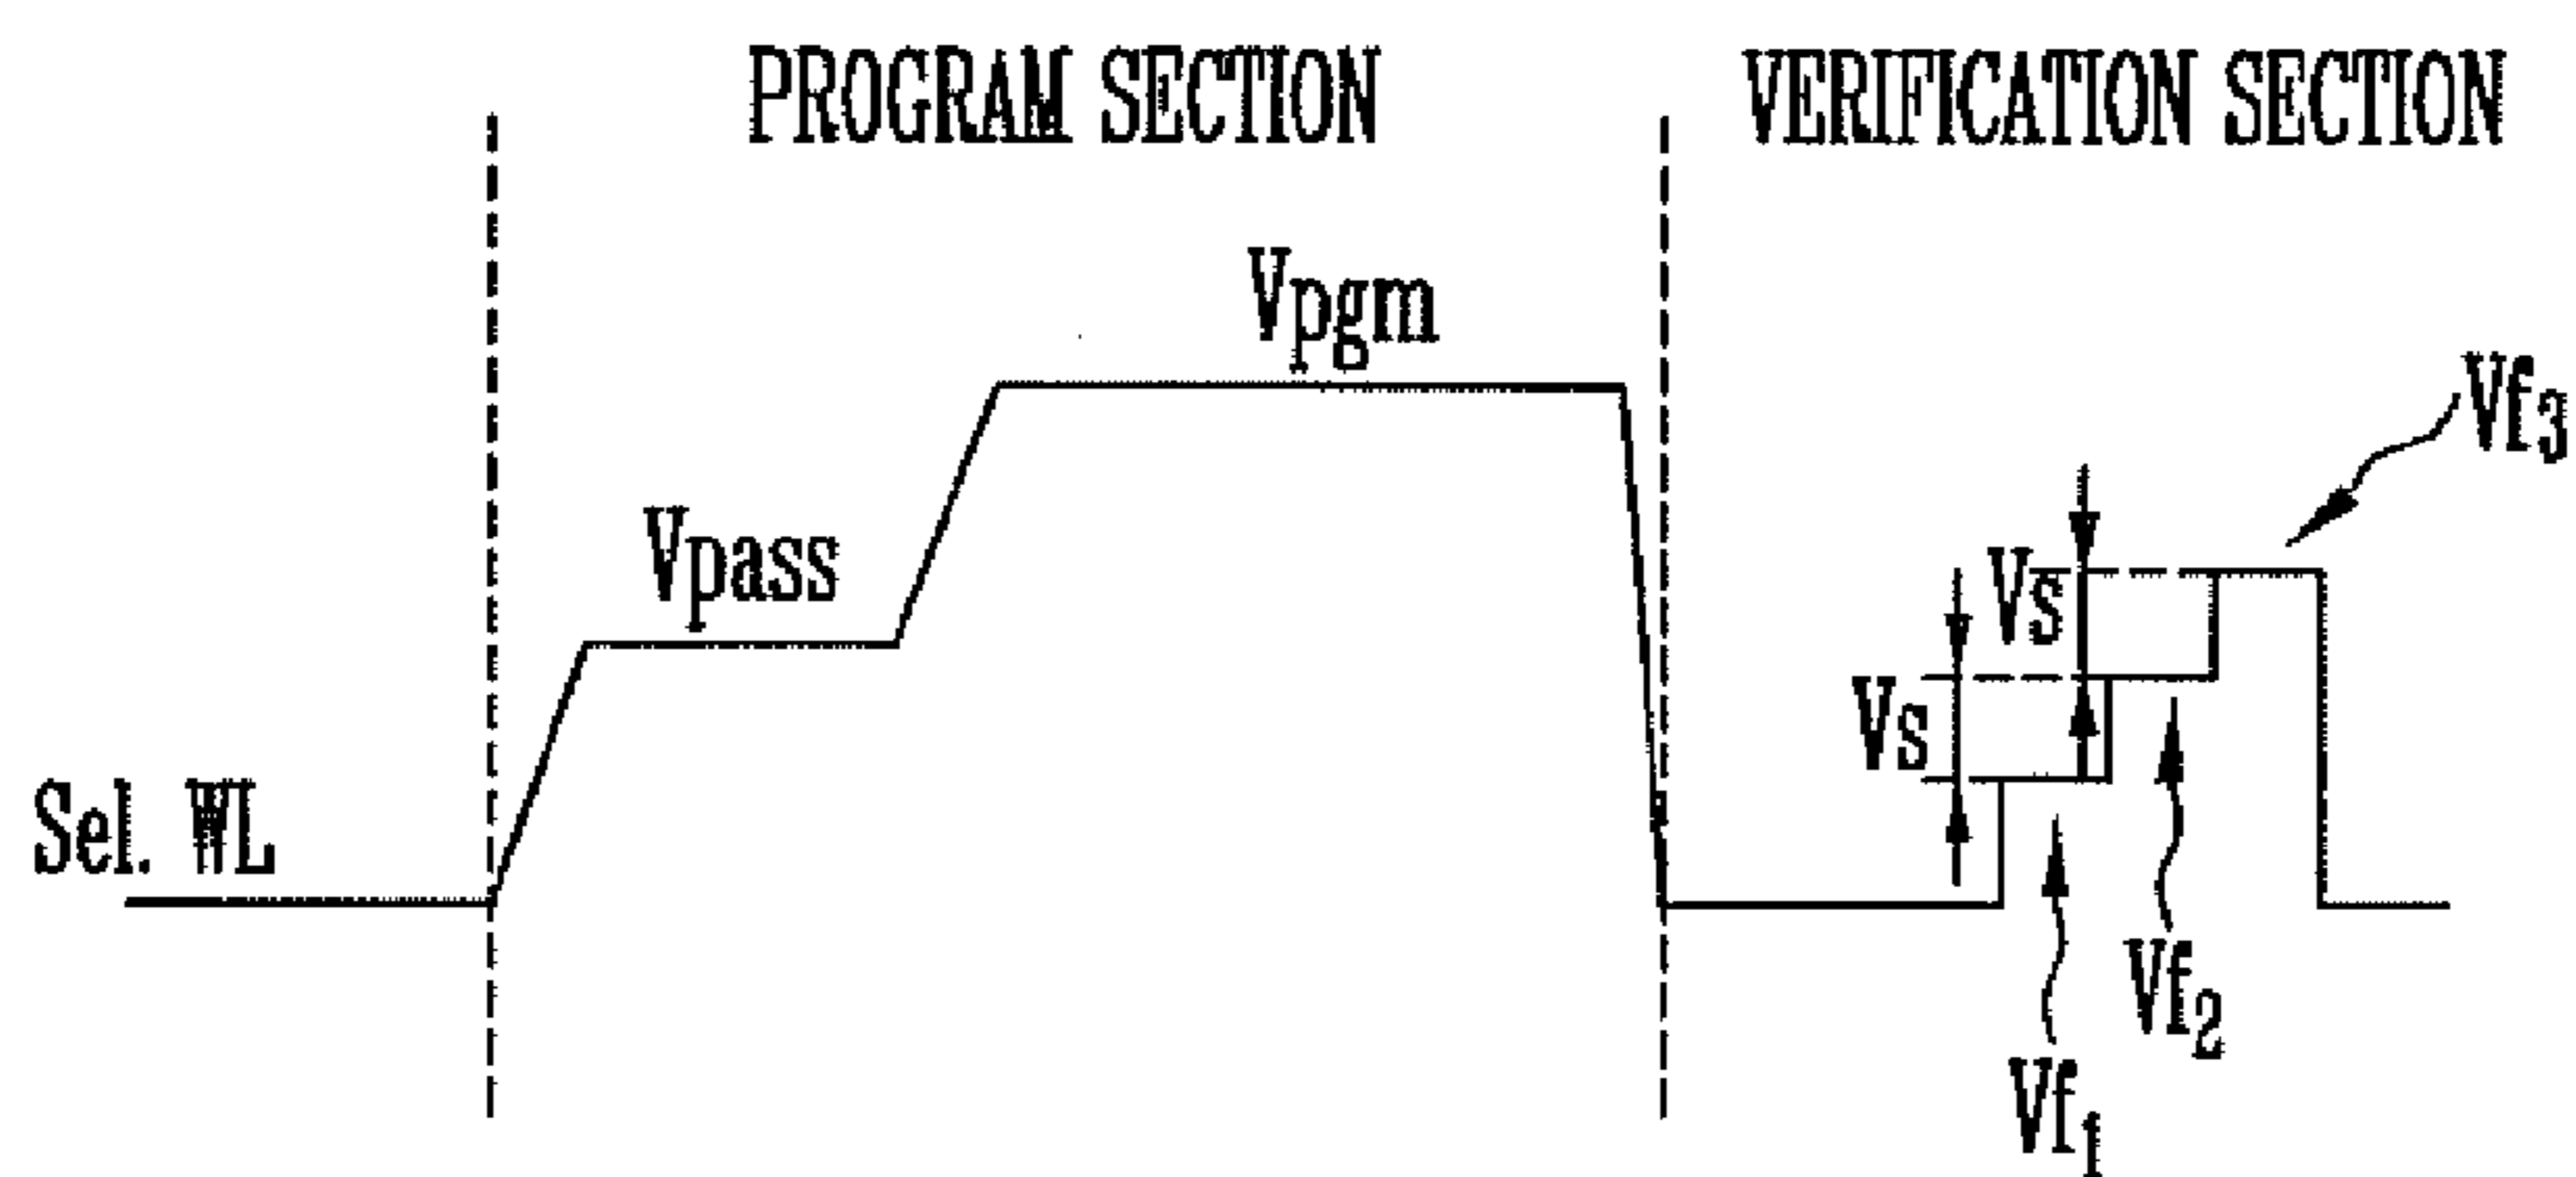 PROGRAM SECTION
VERIFICATION SECTION
Vpgm
Vf3
Vpass
Vs
Vs
Sel. WL
Vf2
Vf1